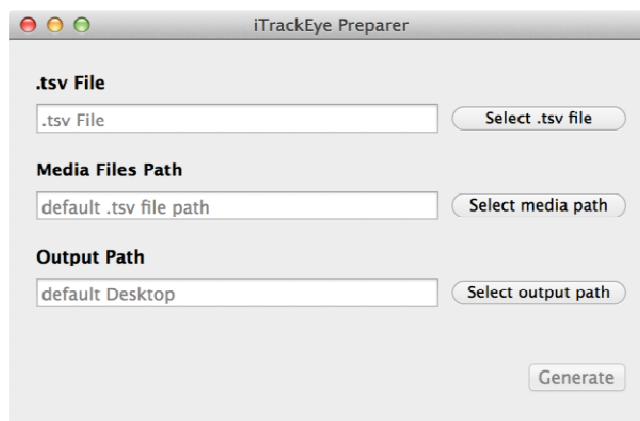 iTrackEye Preparer
.tsv File
.tsv File
Select .tsv file
Media Files Path
default .tsv file path
Select media path
Output Path
default Desktop
Select output path
Generate